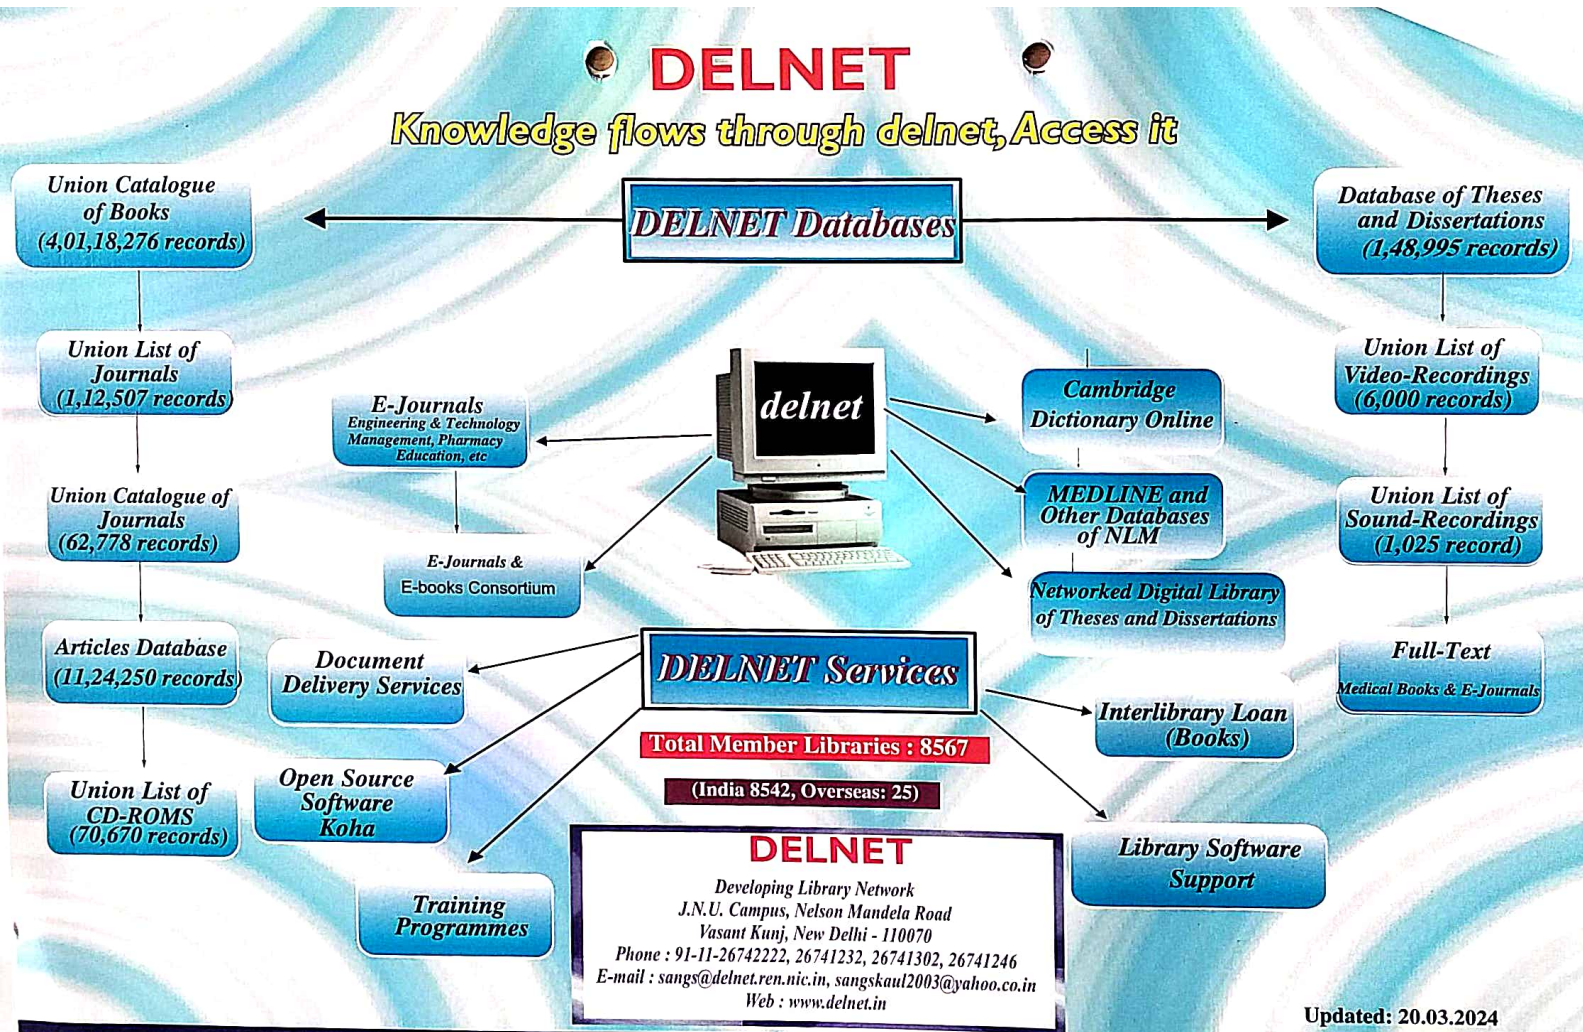 DELNET
Knowledge flows through delnet, Access it
DELNET Databases
Union Catalogue
of Books
(4,01,18,276 records)
Union List of
Journals
(1,12,507 records)
Union Catalogue of
Journals
(62,778 records)
Articles Database
(11,24,250 records)
Union List of
CD-ROMS
(70,670 records)
E-Journals
Engineering & Technology
Management, Pharmacy
Education, etc
E-Journals &
E-books Consortium
delnet
Cambridge
Dictionary Online
MEDLINE and
Other Databases
of NLM
Networked Digital Library
of Theses and Dissertations
Database of Theses
and Dissertations
(1,48,995 records)
Union List of
Video-Recordings
(6,000 records)
Union List of
Sound-Recordings
(1,025 record)
Full-Text
Medical Books & E-Journals
DELNET Services
Document
Delivery Services
Open Source
Software
Koha
Training
Programmes
Interlibrary Loan
(Books)
Library Software
Support
Total Member Libraries : 8567
(India 8542, Overseas: 25)
DELNET
Developing Library Network
J.N.U. Campus, Nelson Mandela Road
Vasant Kunj, New Delhi - 110070
Phone : 91-11-26742222, 26741232, 26741302, 26741246
E-mail : sangs@delnet.ren.nic.in, sangskaul2003@yahoo.co.in
Web : www.delnet.in
Updated: 20.03.2024